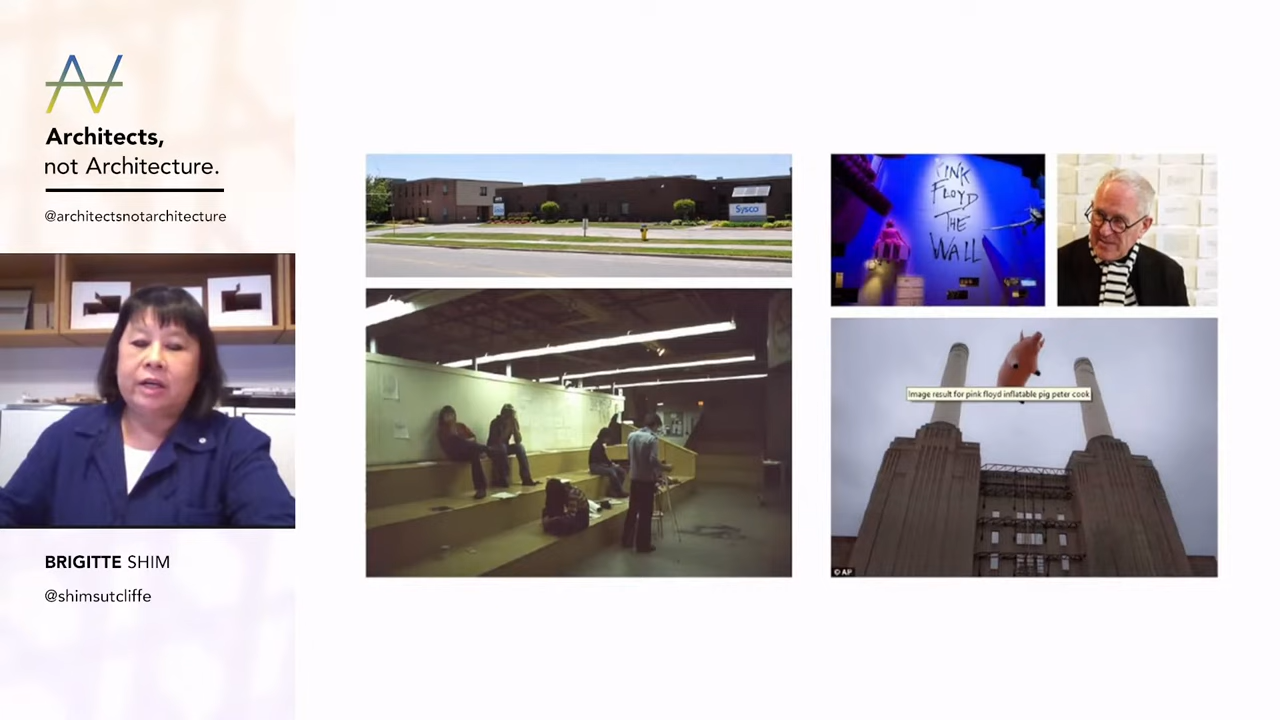 Architects,
not Architecture.
@architectsnotarchitecture
BRIGITTE SHIM
@shimsutcliffe
Sysco
PINK
FLOYD
THE
WALL
Image result for pink floyd inflatable pig peter cook
© AP